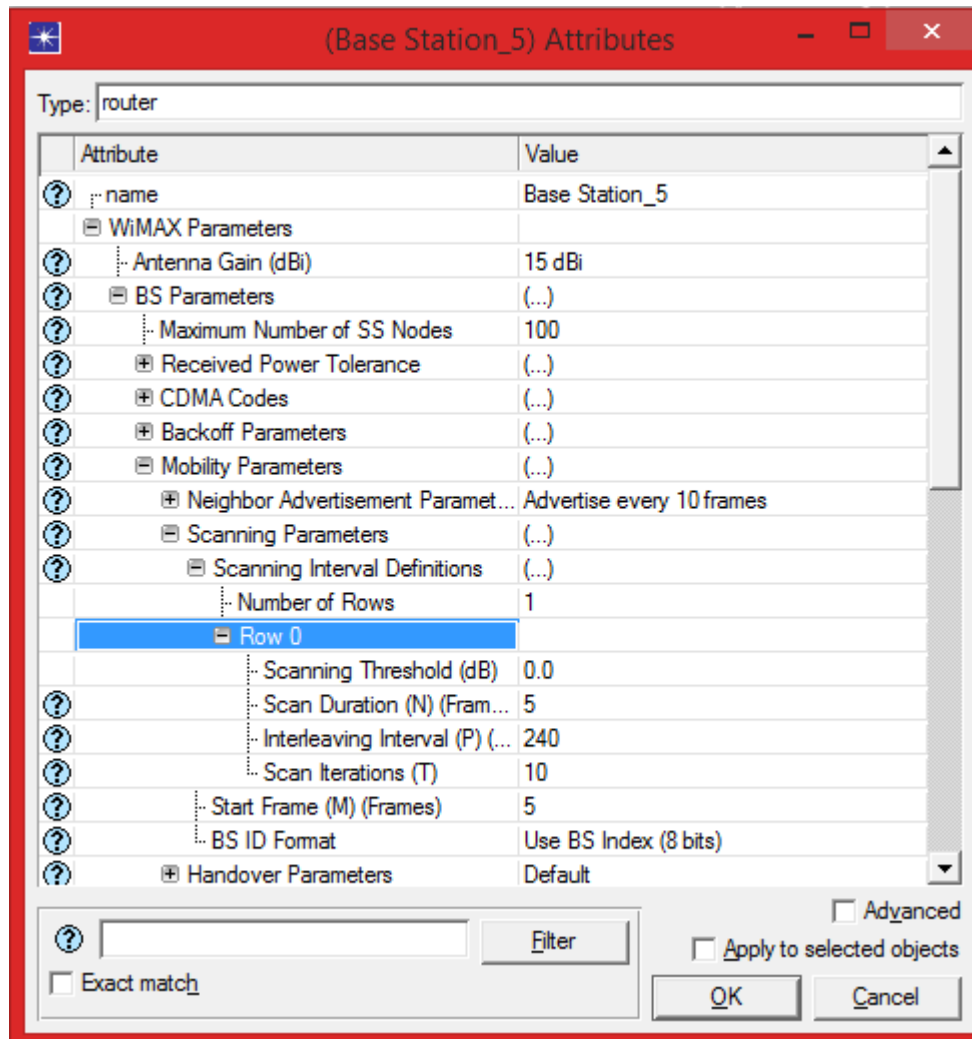 (Base Station_5) Attributes
Type: router
Attribute Value
name Base Station_5
WiMAX Parameters
Antenna Gain (dBi) 15 dBi
BS Parameters (...)
Maximum Number of SS Nodes 100
Received Power Tolerance (...)
CDMA Codes (...)
Backoff Parameters (...)
Mobility Parameters (...)
Neighbor Advertisement Paramet... Advertise every 10 frames
Scanning Parameters (...)
Scanning Interval Definitions (...)
Number of Rows 1
Row 0
Scanning Threshold (dB) 0.0
Scan Duration (N) (Fram... 5
Interleaving Interval (P) (... 240
Scan Iterations (T) 10
Start Frame (M) (Frames) 5
BS ID Format Use BS Index (8 bits)
Handover Parameters Default
Advanced
Filter Apply to selected objects
Exact match
OK Cancel